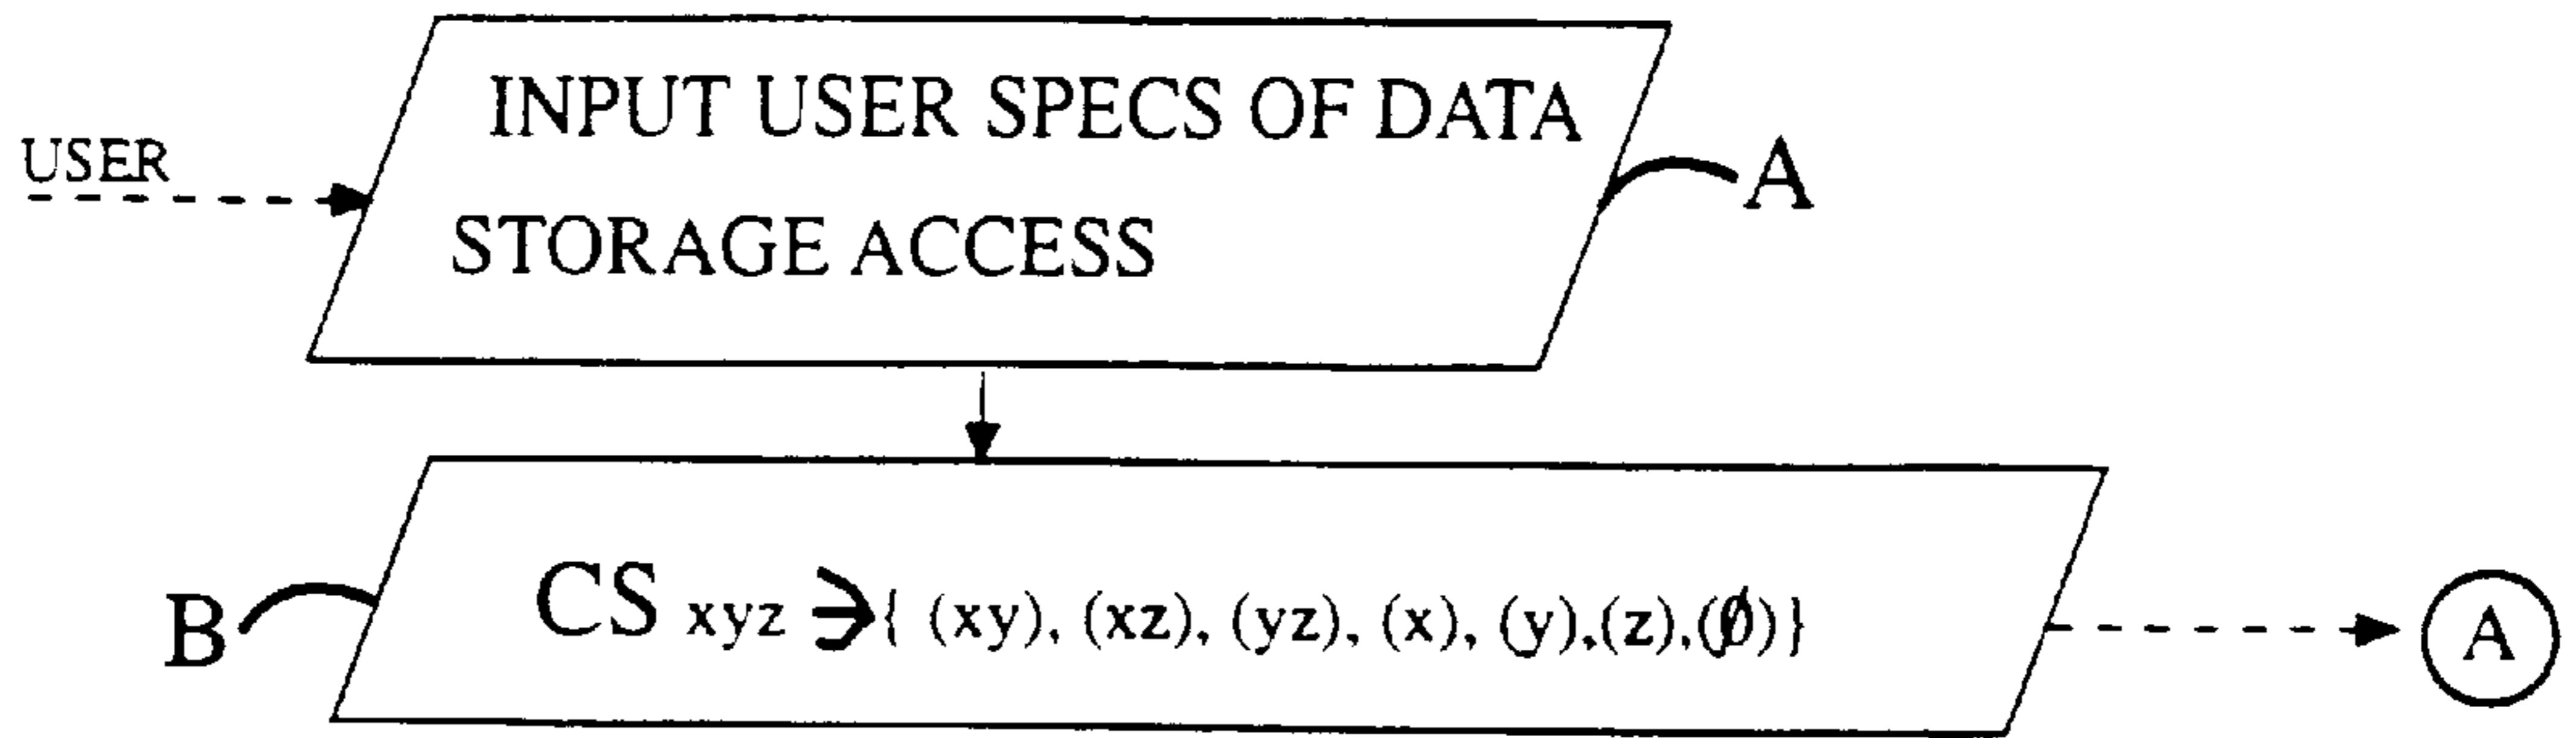 INPUT USER SPECS OF DATA
USER
A
STORAGE ACCESS
B
CS xyz ∋ { (xy), (xz), (yz), (x), (y),(z),(ϕ)}
A